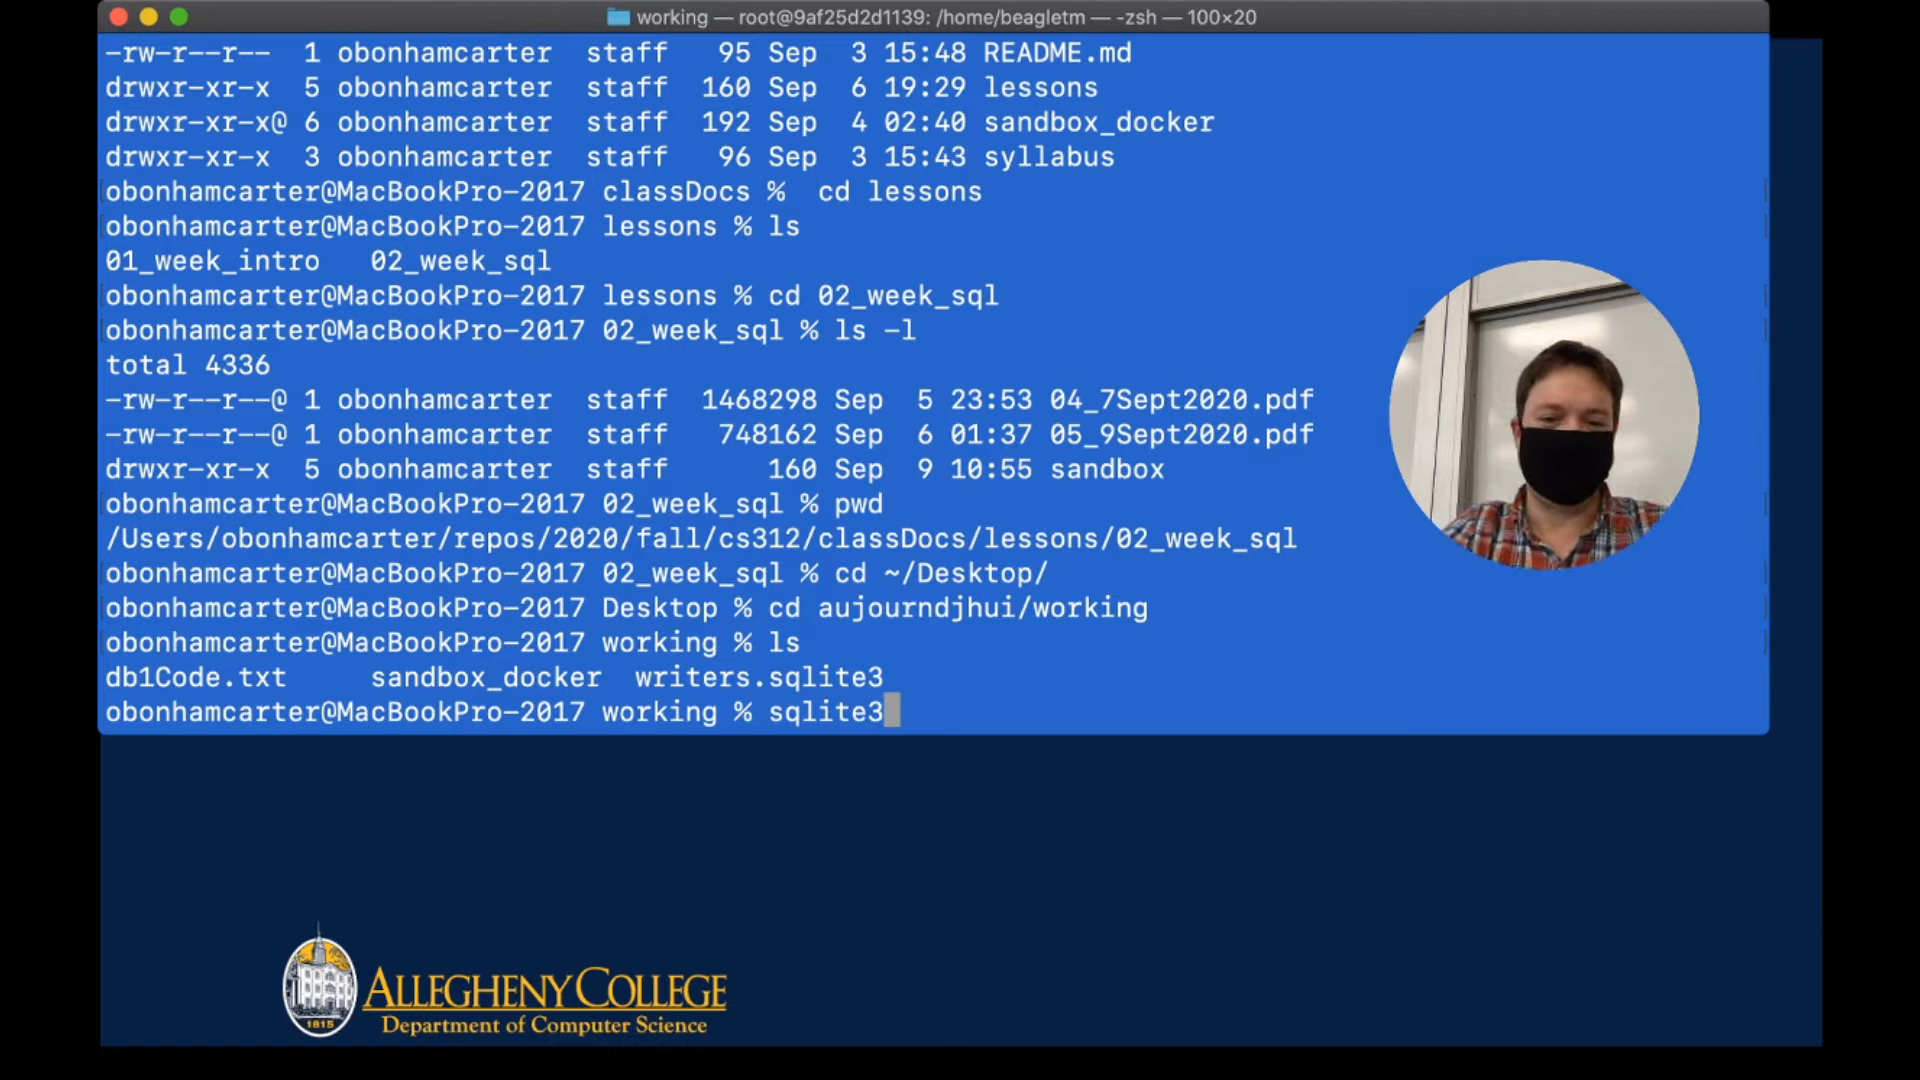 working — root@9af25d2d1139: /home/beagletm — -zsh — 100×20
-rw-r--r--  1 obonhamcarter  staff   95 Sep  3 15:48 README.md
drwxr-xr-x  5 obonhamcarter  staff  160 Sep  6 19:29 lessons
drwxr-xr-x@ 6 obonhamcarter  staff  192 Sep  4 02:40 sandbox_docker
drwxr-xr-x  3 obonhamcarter  staff   96 Sep  3 15:43 syllabus
obonhamcarter@MacBookPro-2017 classDocs %  cd lessons
obonhamcarter@MacBookPro-2017 lessons % ls
01_week_intro   02_week_sql
obonhamcarter@MacBookPro-2017 lessons % cd 02_week_sql
obonhamcarter@MacBookPro-2017 02_week_sql % ls -l
total 4336
-rw-r--r--@ 1 obonhamcarter  staff  1468298 Sep  5 23:53 04_7Sept2020.pdf
-rw-r--r--@ 1 obonhamcarter  staff   748162 Sep  6 01:37 05_9Sept2020.pdf
drwxr-xr-x  5 obonhamcarter  staff      160 Sep  9 10:55 sandbox
obonhamcarter@MacBookPro-2017 02_week_sql % pwd
/Users/obonhamcarter/repos/2020/fall/cs312/classDocs/lessons/02_week_sql
obonhamcarter@MacBookPro-2017 02_week_sql % cd ~/Desktop/
obonhamcarter@MacBookPro-2017 Desktop % cd aujourndjhui/working
obonhamcarter@MacBookPro-2017 working % ls
db1Code.txt     sandbox_docker  writers.sqlite3
obonhamcarter@MacBookPro-2017 working % sqlite3
1815
ALLEGHENY COLLEGE
Department of Computer Science